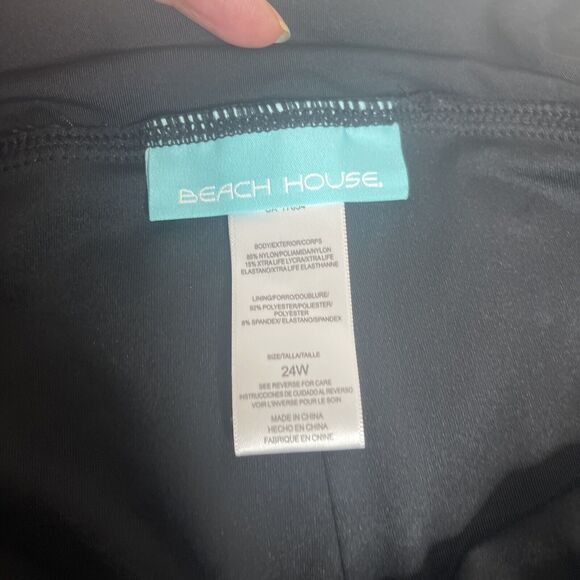 BEACH HOUSE
BODY/EXTERIOR/CORPS
85% NYLON/POLIAMIDA/NYLON
15% XTRA LIFE LYCRA/XTRA LIFE
ELASTANO/XTRA LIFE ELASTHANNE
LINING/FORRO/DOUBLURE/
92% POLYESTER/POLIESTER/
POLYESTER
8% SPANDEX/ ELASTANO/SPANDEX
SIZE/TALLA/TAILLE
24W
SEE REVERSE FOR CARE
INSTRUCCIONES DE CUIDADO AL REVERSO
VOIR L'INVERSE POUR LE SOIN
MADE IN CHINA
HECHO EN CHINA
FABRIQUE EN CHINE